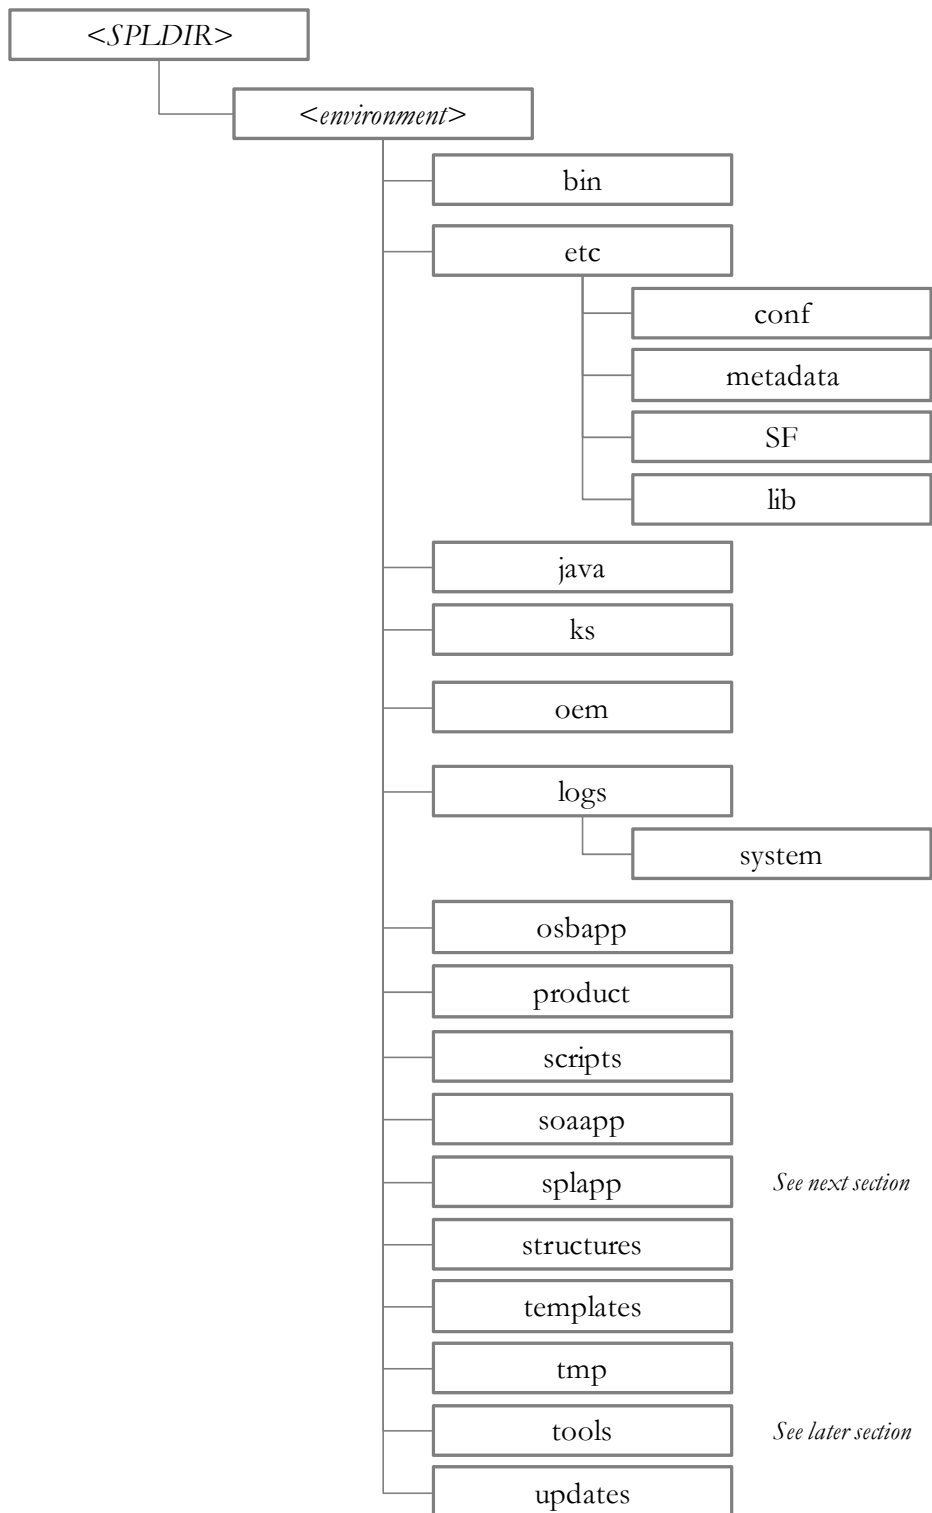 <SPLDIR>
<environment>
bin
etc
conf
metadata
SF
lib
java
ks
oem
logs
system
osbapp
product
scripts
soaapp
splapp See next section
structures
templates
tmp
tools See later section
updates